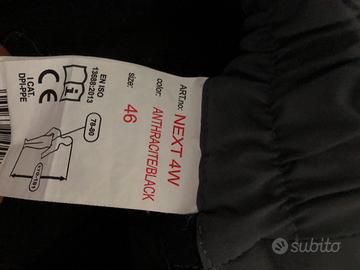 ART.no: NEXT 4W
color: ANTHRACITE/BLACK
size: 46
EN ISO
13688:2013
I CAT.
DPI-PPE
CE
i
78-80
subito